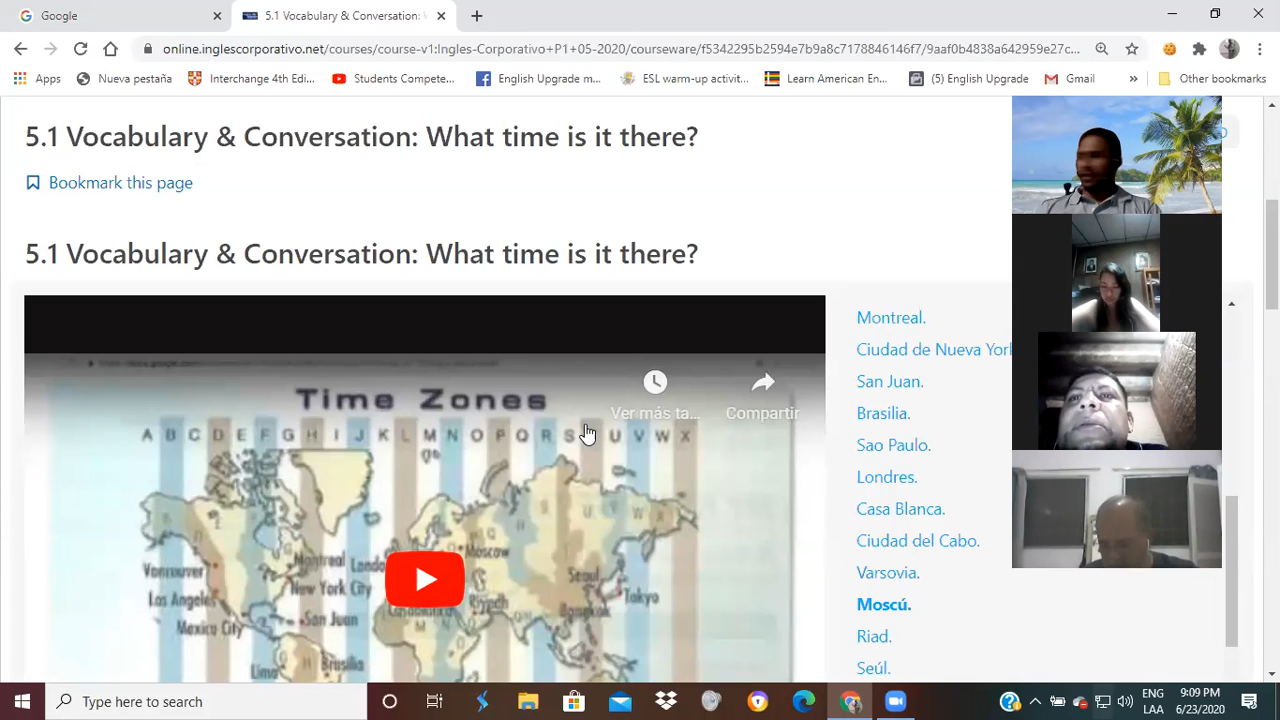 Google
5.1 Vocabulary & Conversation: W
online.inglescorporativo.net/courses/course-v1:Ingles-Corporativo+P1+05-2020/courseware/f5342295b2594e7b9a8c7178846146f7/9aaf0b4838a642959e27c...
Apps
Nueva pestaña
Interchange 4th Edi...
Students Compete...
English Upgrade m...
ESL warm-up activit...
Learn American En...
(5) English Upgrade
Gmail
»
Other bookmarks
5.1 Vocabulary & Conversation: What time is it there?
Bookmark this page
5.1 Vocabulary & Conversation: What time is it there?
Time Zones
Ver más ta...
Compartir
A B C D E F G H I J K L M N O P Q R S U V W X
Montreal
London
Moscow
Vancouver
New York City
Seoul
Los Angeles
Casablanca
Riyadh
Bangkok
Tokyo
Mexico City
San Juan
Lima
Brasilia
Montreal.
Ciudad de Nueva York
San Juan.
Brasilia.
Sao Paulo.
Londres.
Casa Blanca.
Ciudad del Cabo.
Varsovia.
Moscú.
Riad.
Seúl.
Type here to search
ENG
LAA
9:09 PM
6/23/2020